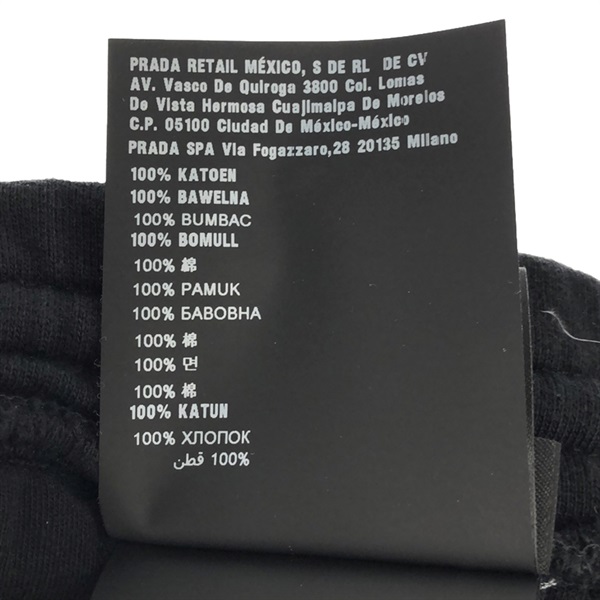 PRADA RETAIL MÉXICO, S DE RL DE CV
AV. Vasco De Quiroga 3800 Col. Lomas
De Vista Hermosa Cuajimalpa De Morelos
C.P. 05100 Ciudad De México-México
PRADA SPA Via Fogazzaro,28 20135 Milano
100% KATOEN
100% BAWELNA
100% BUMBAC
100% BOMULL
100% 綿
100% PAMUK
100% БАВОВНА
100% 棉
100% 면
100% 棉
100% KATUN
100% ХЛОПОК
100% قطن